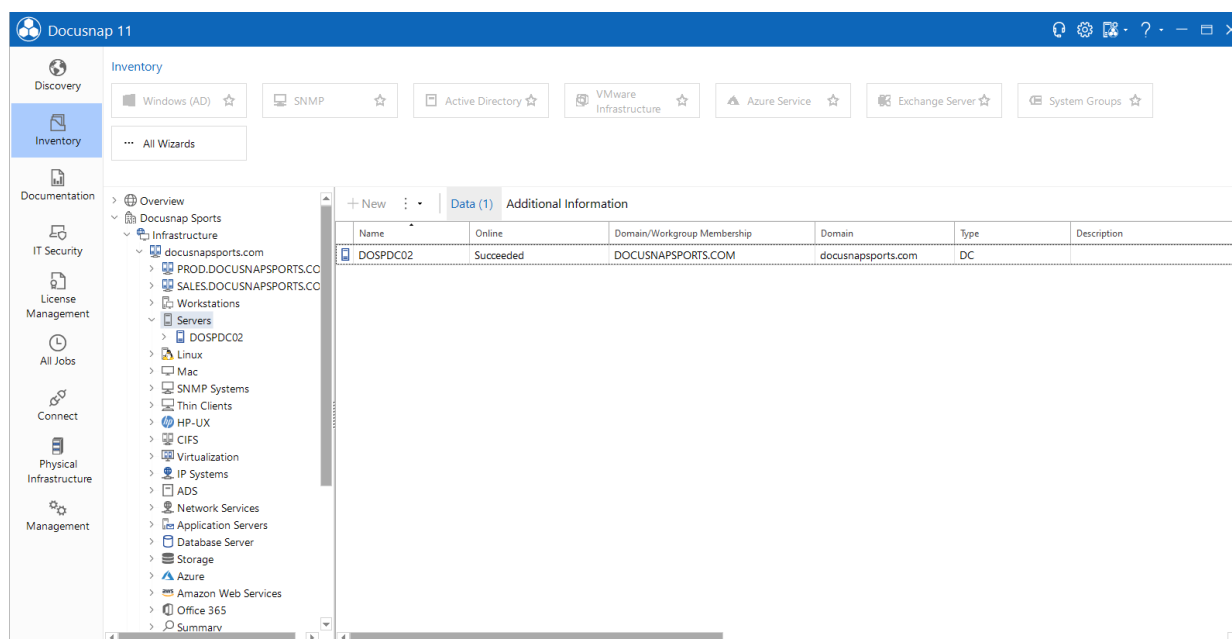 Docusnap 11
Discovery
Inventory
Documentation
IT Security
License
Management
All Jobs
Connect
Physical
Infrastructure
Management
Inventory
Windows (AD)
SNMP
Active Directory
VMware
Infrastructure
Azure Service
Exchange Server
System Groups
All Wizards
Overview
Docusnap Sports
Infrastructure
docusnapsports.com
PROD.DOCUSNAPSPORTS.CO
SALES.DOCUSNAPSPORTS.CO
Workstations
Servers
DOSPDC02
Linux
Mac
SNMP Systems
Thin Clients
HP-UX
CIFS
Virtualization
IP Systems
ADS
Network Services
Application Servers
Database Server
Storage
Azure
Amazon Web Services
Office 365
Summary
New Data (1) Additional Information
Name Online Domain/Workgroup Membership Domain Type Description
DOSPDC02 Succeeded DOCUSNAPSPORTS.COM docusnapsports.com DC